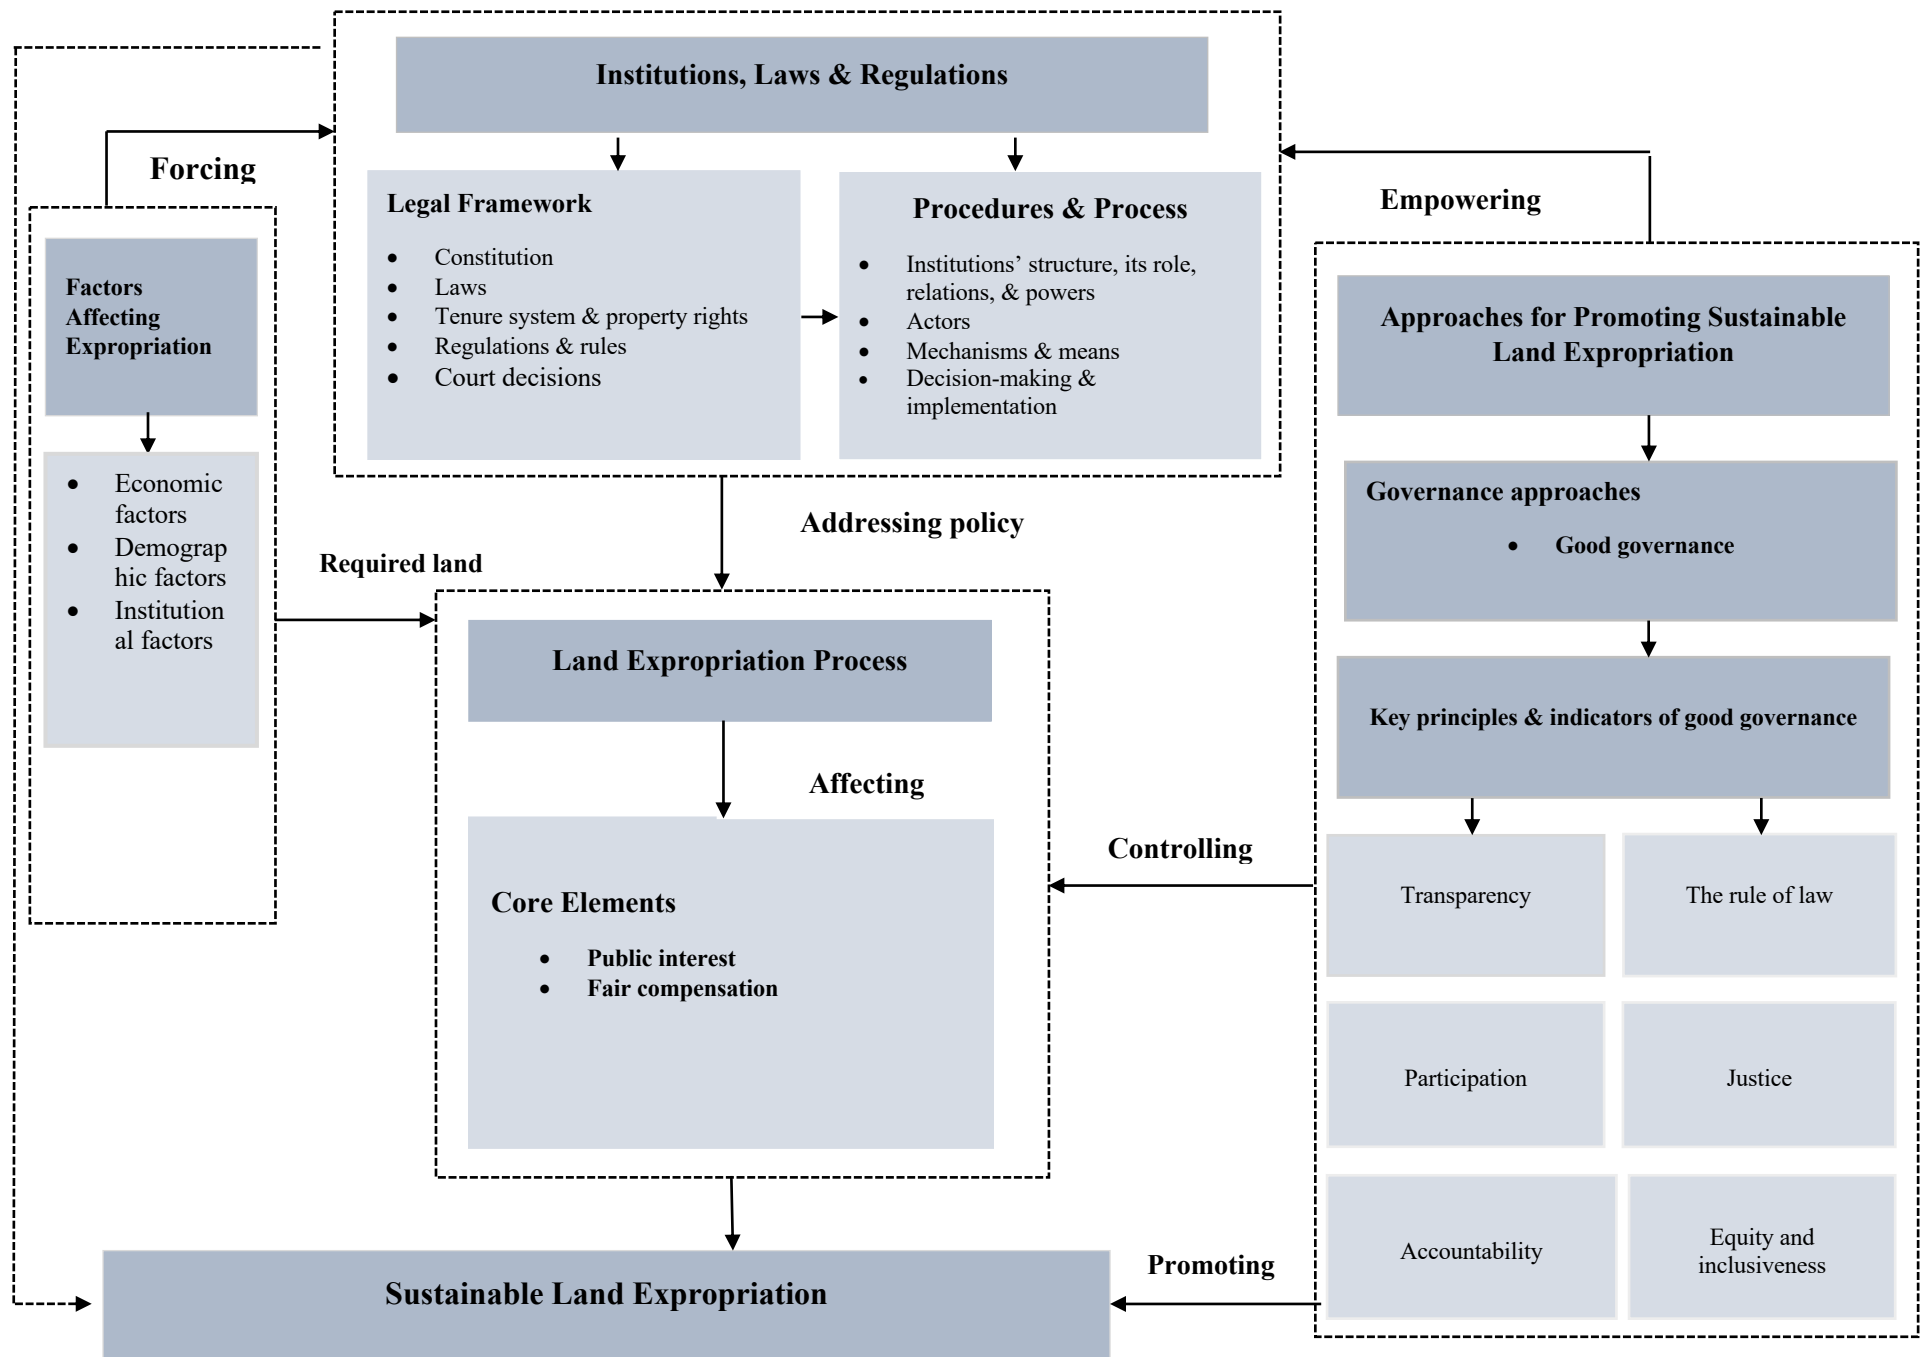 Institutions, Laws & Regulations
Forcing
Legal Framework
• Constitution
• Laws
• Tenure system & property rights
• Regulations & rules
• Court decisions
Procedures & Process
• Institutions’ structure, its role,
relations, & powers
• Actors
• Mechanisms & means
• Decision-making &
implementation
Empowering
Factors
Affecting
Expropriation
• Economic
factors
• Demograp
hic factors
• Institution
al factors
Approaches for Promoting Sustainable
Land Expropriation
Governance approaches
• Good governance
Addressing policy
Required land
Land Expropriation Process
Key principles & indicators of good governance
Affecting
Controlling
Core Elements
• Public interest
• Fair compensation
Transparency
The rule of law
Participation
Justice
Accountability
Equity and
inclusiveness
Promoting
Sustainable Land Expropriation